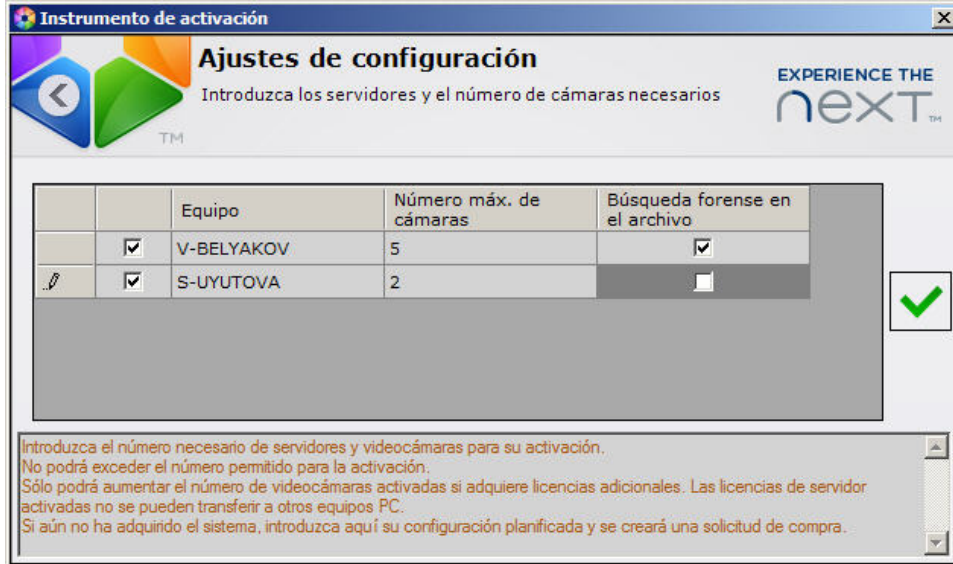 Instrumento de activación
Ajustes de configuración
Introduzca los servidores y el número de cámaras necesarios
EXPERIENCE THE
next™
TM
Equipo
Número máx. de
cámaras
Búsqueda forense en
el archivo
V-BELYAKOV
5
S-UYUTOVA
2
Introduzca el número necesario de servidores y videocámaras para su activación.
No podrá exceder el número permitido para la activación.
Sólo podrá aumentar el número de videocámaras activadas si adquiere licencias adicionales. Las licencias de servidor
activadas no se pueden transferir a otros equipos PC.
Si aún no ha adquirido el sistema, introduzca aquí su configuración planificada y se creará una solicitud de compra.